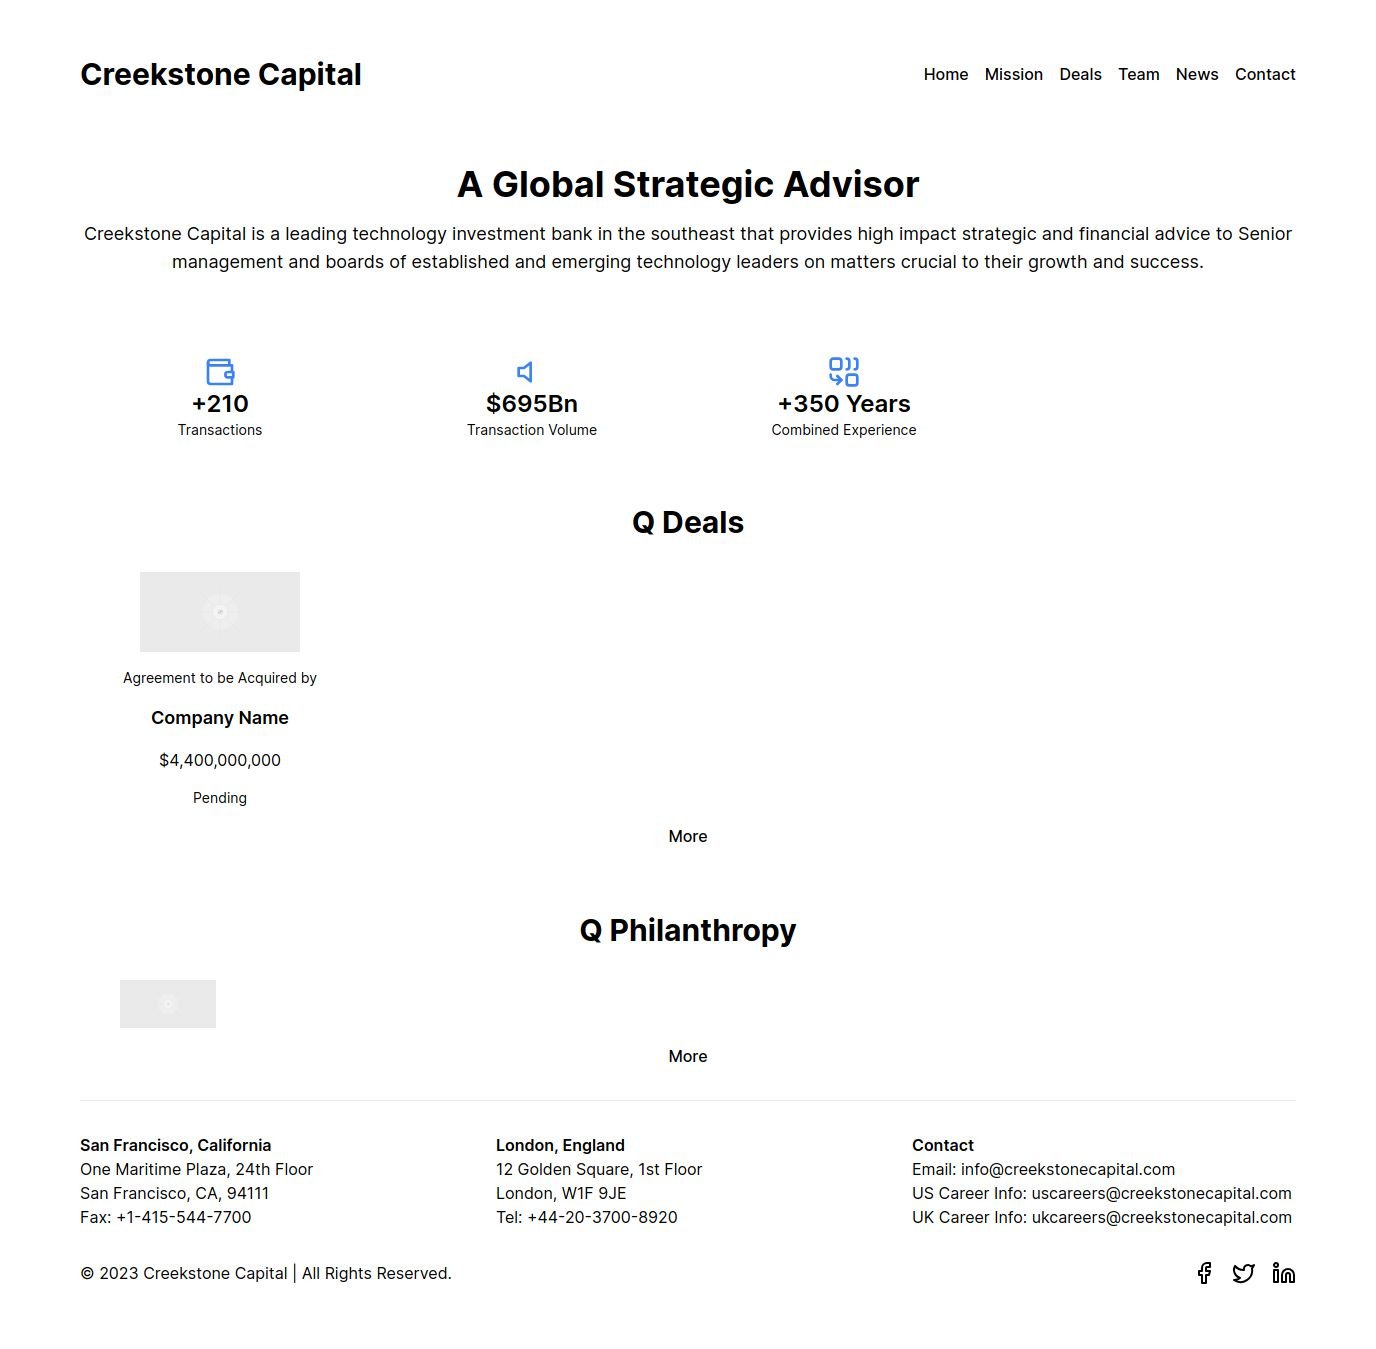 Creekstone Capital
Home Mission Deals Team News Contact
A Global Strategic Advisor
Creekstone Capital is a leading technology investment bank in the southeast that provides high impact strategic and financial advice to Senior
management and boards of established and emerging technology leaders on matters crucial to their growth and success.
+210
Transactions
$695Bn
Transaction Volume
+350 Years
Combined Experience
Q Deals
Agreement to be Acquired by
Company Name
$4,400,000,000
Pending
More
Q Philanthropy
More
San Francisco, California
One Maritime Plaza, 24th Floor
San Francisco, CA, 94111
Fax: +1-415-544-7700
London, England
12 Golden Square, 1st Floor
London, W1F 9JE
Tel: +44-20-3700-8920
Contact
Email: info@creekstonecapital.com
US Career Info: uscareers@creekstonecapital.com
UK Career Info: ukcareers@creekstonecapital.com
© 2023 Creekstone Capital | All Rights Reserved.